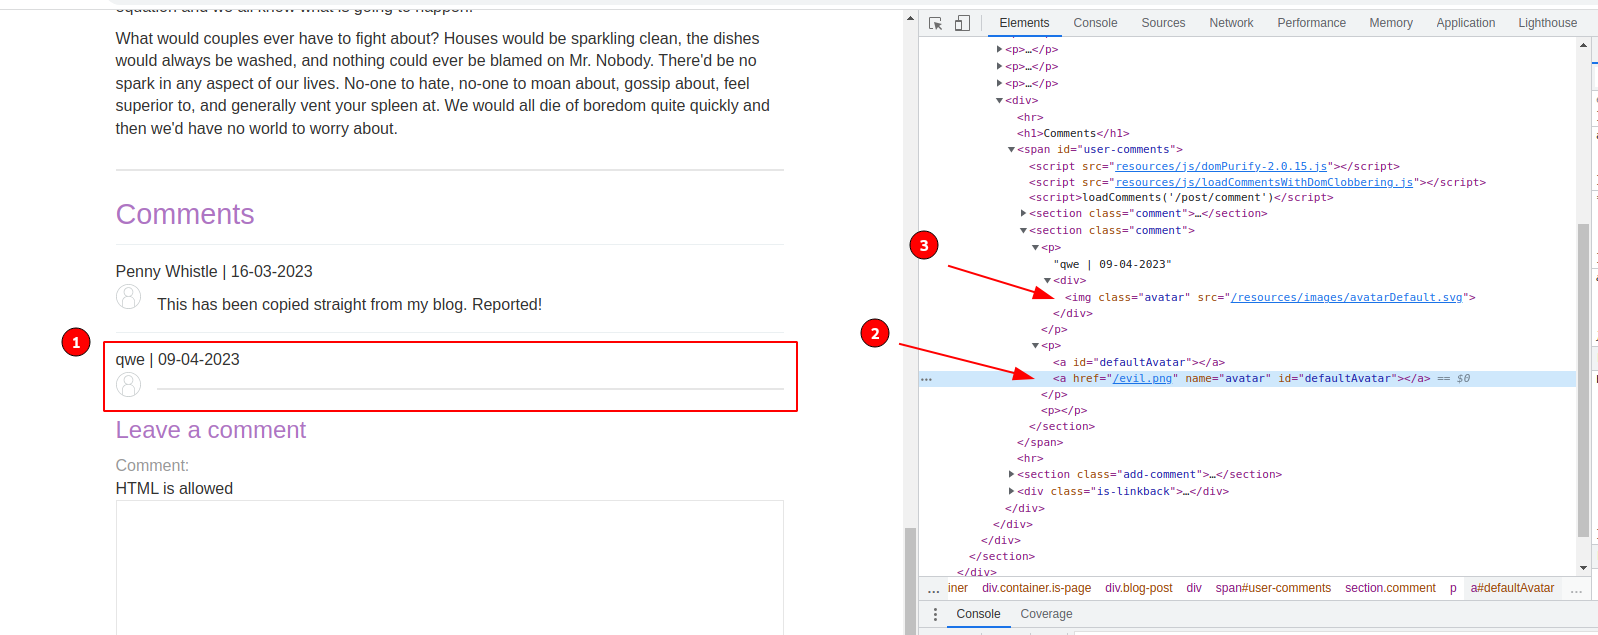 equation and we all know what is going to happen.
What would couples ever have to fight about? Houses would be sparkling clean, the dishes
would always be washed, and nothing could ever be blamed on Mr. Nobody. There'd be no
spark in any aspect of our lives. No-one to hate, no-one to moan about, gossip about, feel
superior to, and generally vent your spleen at. We would all die of boredom quite quickly and
then we'd have no world to worry about.
Comments
Penny Whistle | 16-03-2023
This has been copied straight from my blog. Reported!
1
qwe | 09-04-2023
Leave a comment
Comment:
HTML is allowed
Elements Console Sources Network Performance Memory Application Lighthouse
<p>…</p>
<p>…</p>
<p>…</p>
<div>
<hr>
<h1>Comments</h1>
<span id="user-comments">
<script src="resources/js/domPurify-2.0.15.js"></script>
<script src="resources/js/loadCommentsWithDomClobbering.js"></script>
<script>loadComments('/post/comment')</script>
<section class="comment">…</section>
<section class="comment">
3
<p>
"qwe | 09-04-2023"
<div>
<img class="avatar" src="/resources/images/avatarDefault.svg">
</div>
</p>
2
<p>
<a id="defaultAvatar"></a>
… <a href="/evil.png" name="avatar" id="defaultAvatar"></a> == $0
</p>
<p></p>
</section>
</span>
<hr>
<section class="add-comment">…</section>
<div class="is-linkback">…</div>
</div>
</div>
</div>
</section>
</div>
… iner div.container.is-page div.blog-post div span#user-comments section.comment p a#defaultAvatar …
Console Coverage